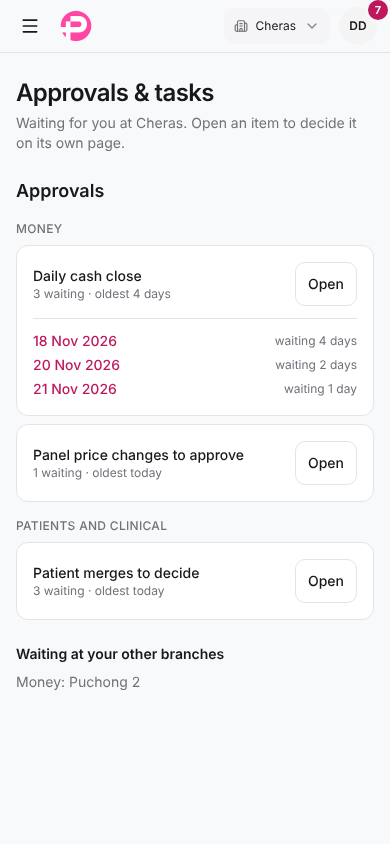 Cheras
DD
7
Approvals & tasks
Waiting for you at Cheras. Open an item to decide it
on its own page.
Approvals
MONEY
Daily cash close
3 waiting · oldest 4 days
Open
18 Nov 2026 waiting 4 days
20 Nov 2026 waiting 2 days
21 Nov 2026 waiting 1 day
Panel price changes to approve
1 waiting · oldest today
Open
PATIENTS AND CLINICAL
Patient merges to decide
3 waiting · oldest today
Open
Waiting at your other branches
Money: Puchong 2